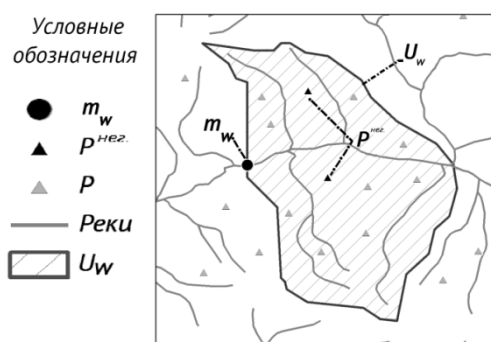 Условные
обозначения
m_w
P^нег.
P
Реки
U_w
U_w
m_w
P^нег.